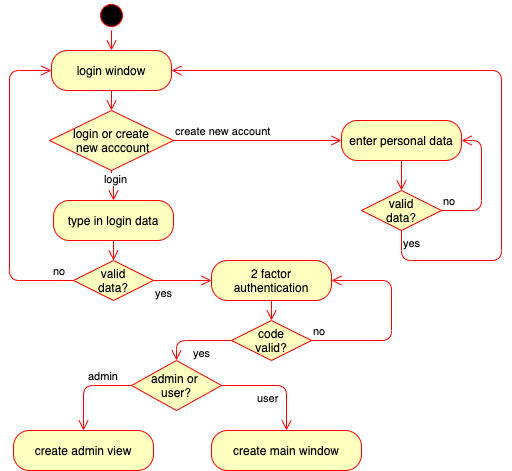 login window
login or create
new acccount
create new account
enter personal data
login
valid
data?
no
yes
type in login data
no
valid
data?
yes
2 factor
authentication
code
valid?
no
yes
admin
admin or
user?
user
create admin view
create main window